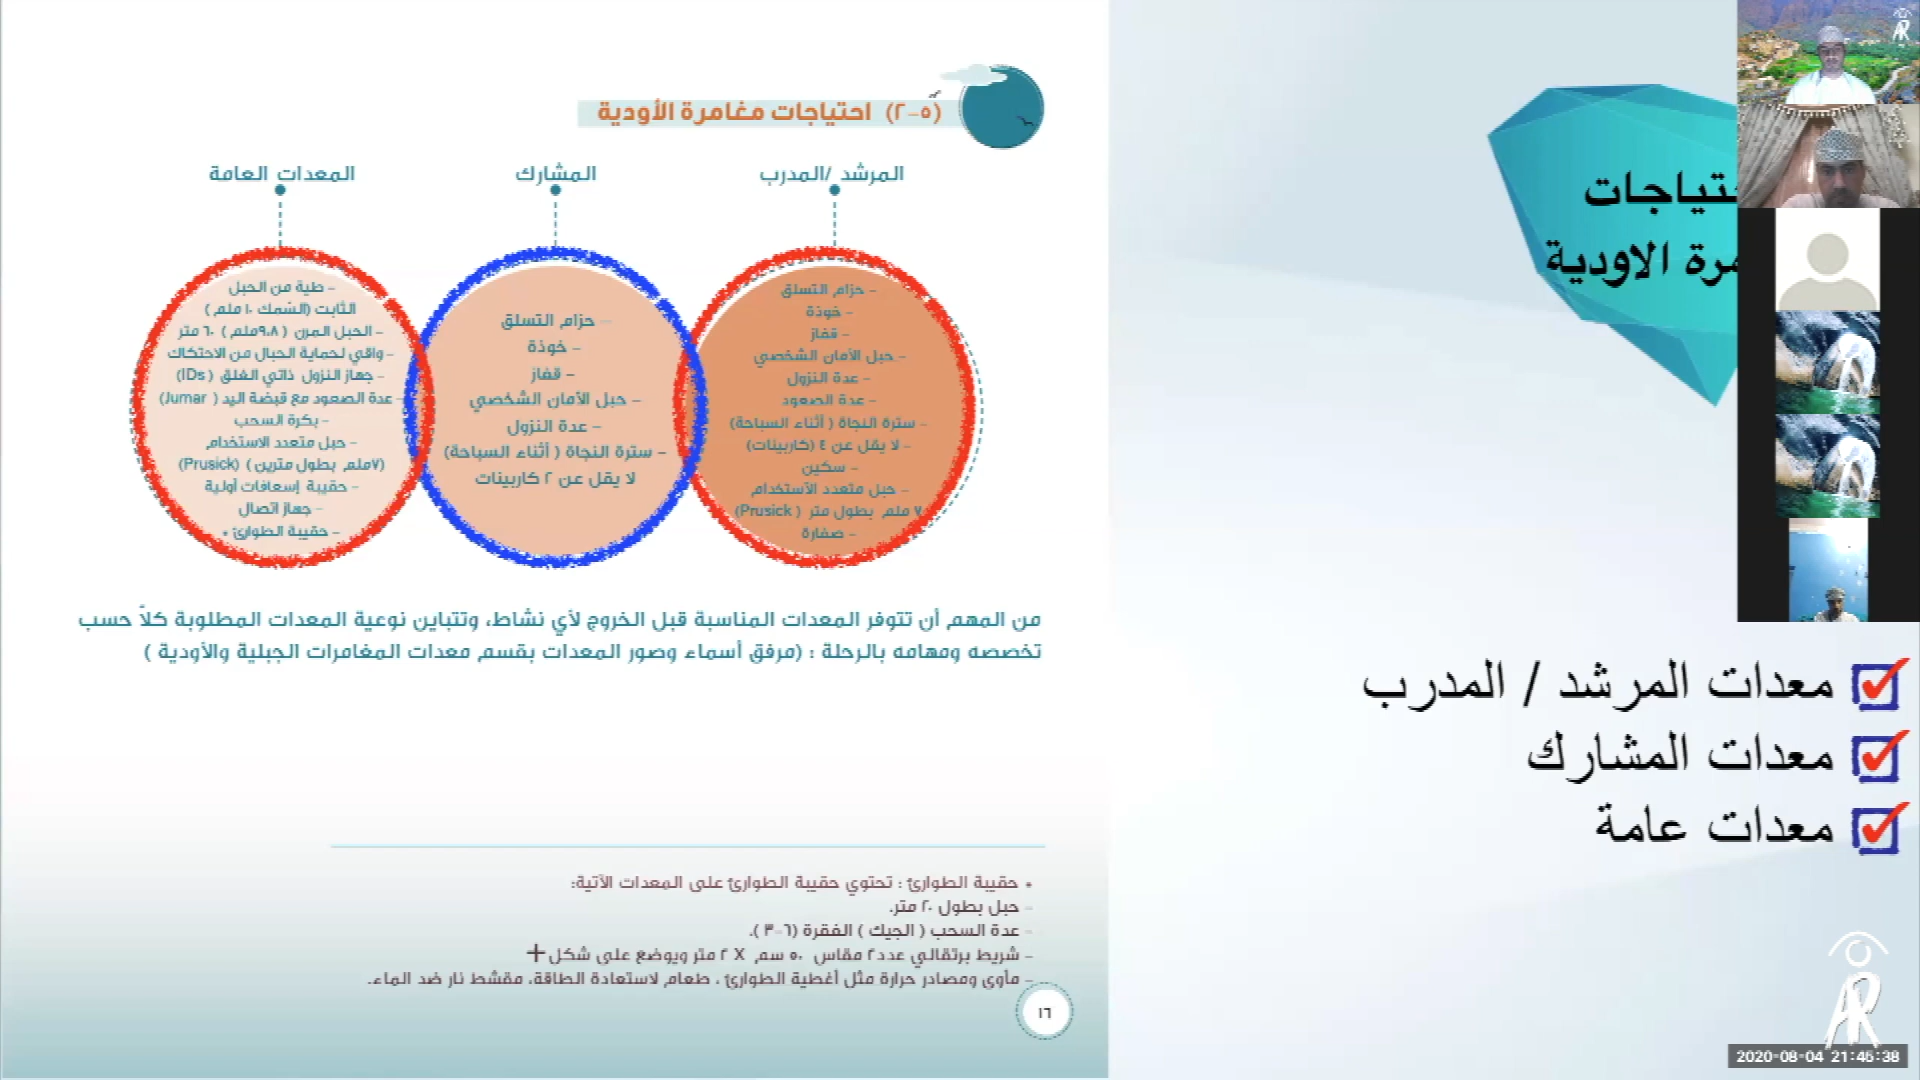 (٥-٢) احتياجات مغامرة الأودية
المرشد /المدرب
- حزام التسلق
- خوذة
- قفاز
- حبل الأمان الشخصي
- عدة النزول
- عدة الصعود
- سترة النجاة ( أثناء السباحة)
- لا يقل عن ٤ (كاربينات)
- سكين
- حبل متعدد الآستخدام
٧ ملم بطول متر ( Prusick)
- صفارة
المشارك
- حزام التسلق
- خوذة
- قفاز
- حبل الأمان الشخصي
- عدة النزول
- سترة النجاة ( أثناء السباحة)
لا يقل عن ٢ كاربينات
المعدات العامة
- طية من الحبل
الثابت (السّمك ١٠ ملم )
- الحبل المرن ( ٩،٨ملم ) ٦٠ متر
- واقي لحماية الحبال من الاحتكاك
- جهاز النزول ذاتي الغلق ( IDs)
- عدة الصعود مع قبضة اليد ( Jumar)
- بكرة السحب
- حبل متعدد الاستخدام
(٧ملم بطول مترين ) (Prusick)
- حقيبة إسعافات أولية
- جهاز اتصال
- حقيبة الطوارئ *
من المهم أن تتوفر المعدات المناسبة قبل الخروج لأي نشاط، وتتباين نوعية المعدات المطلوبة كلاً حسب
تخصصه ومهامه بالرحلة : (مرفق أسماء وصور المعدات بقسم معدات المغامرات الجبلية والأودية )
* حقيبة الطوارئ : تحتوي حقيبة الطوارئ على المعدات الآتية:
- حبل بطول ٢٠ متر.
- عدة السحب ( الجيك ) الفقرة (٦-٣ ).
- شريط برتقالي عدد٢ مقاس ٥٠ سم X ٢ متر ويوضع على شكل +
- مأوى ومصادر حرارة مثل أغطية الطوارئ ، طعام لاستعادة الطاقة، مقشط نار ضد الماء.
١٦
الاودية
معدات المرشد / المدرب
معدات المشارك
معدات عامة
2020-08-04 21:45:38